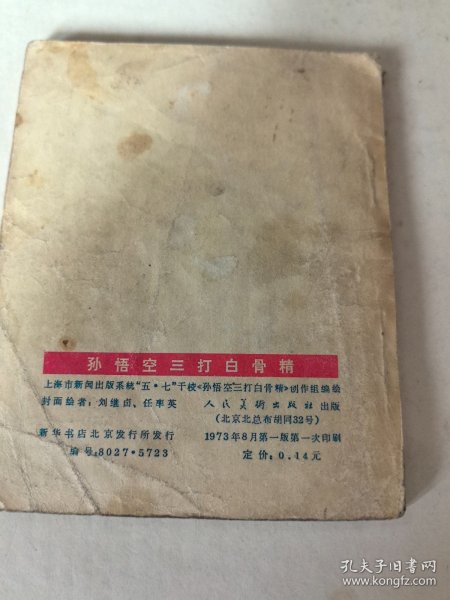 孙悟空三打白骨精
上海市新闻出版系统“五·七”干校《孙悟空三打白骨精》创作组编绘
封面绘者：刘继卣、任率英 人民美术出版社 出版
（北京北总布胡同32号）
新华书店北京发行所发行 1973年8月第一版第一次印刷
编号：8027·5723 定价：0.14元
孔夫子旧书网
www.kongfz.com